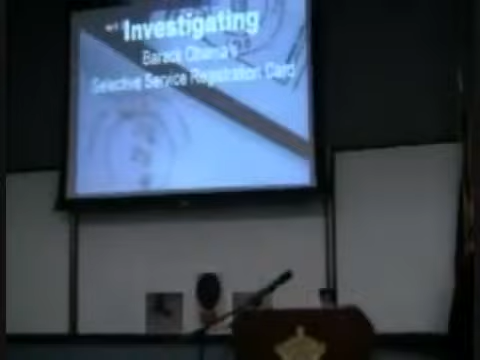 Investigating
Barack Obama's
Selective Service Registration Card